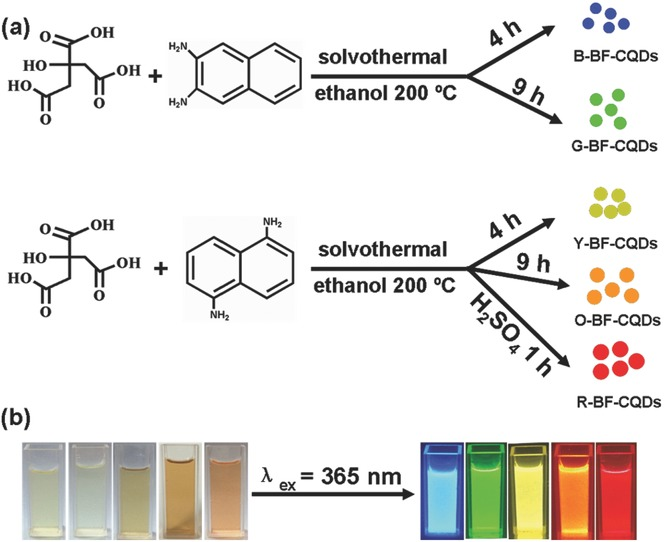 (a)
O
OH
HO
O
OH
O
OH
+
H₂N
H₂N
solvothermal
ethanol 200 ºC
4 h
9 h
B-BF-CQDs
G-BF-CQDs
O
OH
HO
O
OH
O
HO
+
NH₂
NH₂
solvothermal
ethanol 200 ºC
4 h
9 h
H₂SO₄ 1 h
Y-BF-CQDs
O-BF-CQDs
R-BF-CQDs
(b)
λex = 365 nm